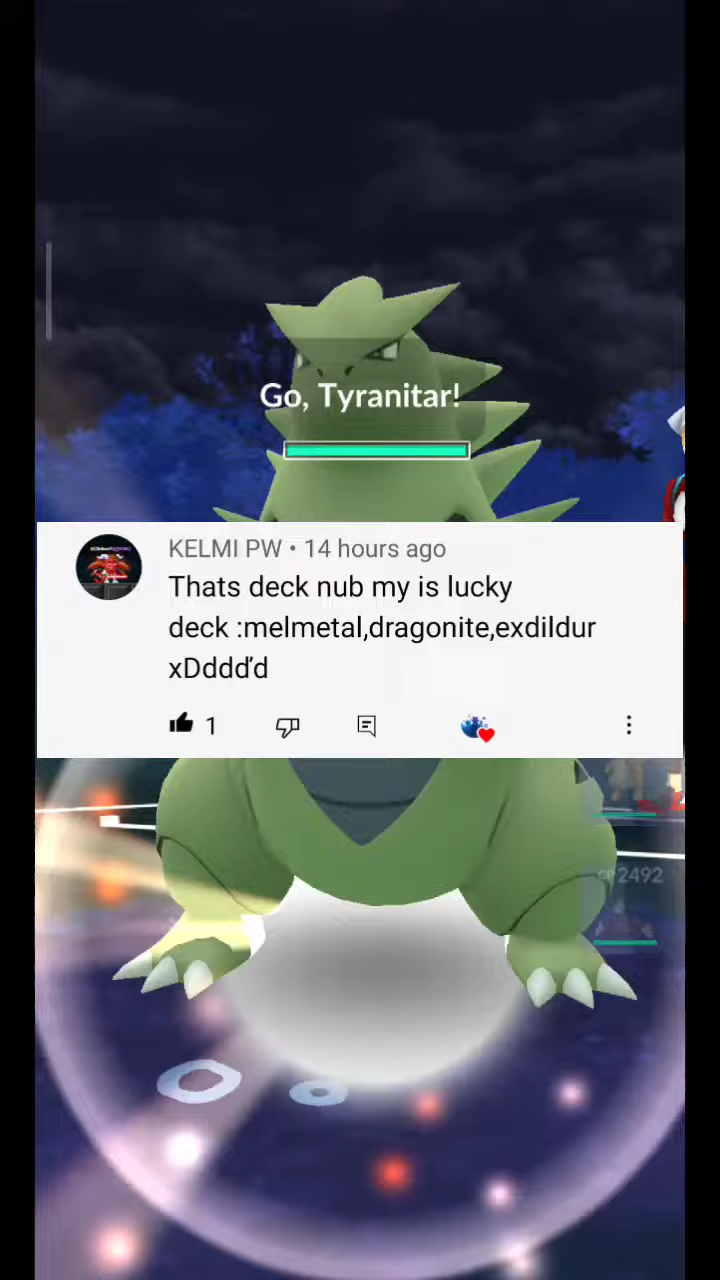 Go, Tyranitar!
KELMI PW • 14 hours ago
Thats deck nub my is lucky
deck :melmetal,dragonite,exdildur
xDddd'd
1
CP2492